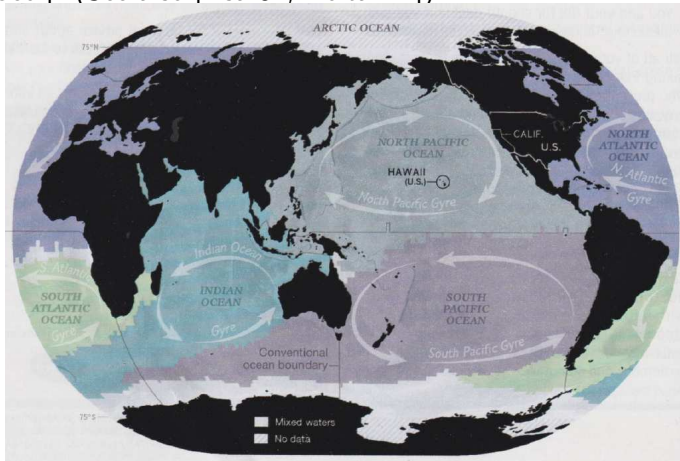 ARCTIC OCEAN
75°N
NORTH PACIFIC
OCEAN
CALIF.
U.S.
NORTH
ATLANTIC
OCEAN
HAWAII
(U.S.)
N. Atlantic
Gyre
North Pacific Gyre
Indian Ocean
S. Atlantic
SOUTH
ATLANTIC
OCEAN
Gyre
INDIAN
OCEAN
Gyre
SOUTH
PACIFIC
OCEAN
South Pacific Gyre
Conventional
ocean boundary
75°S
Mixed waters
No data